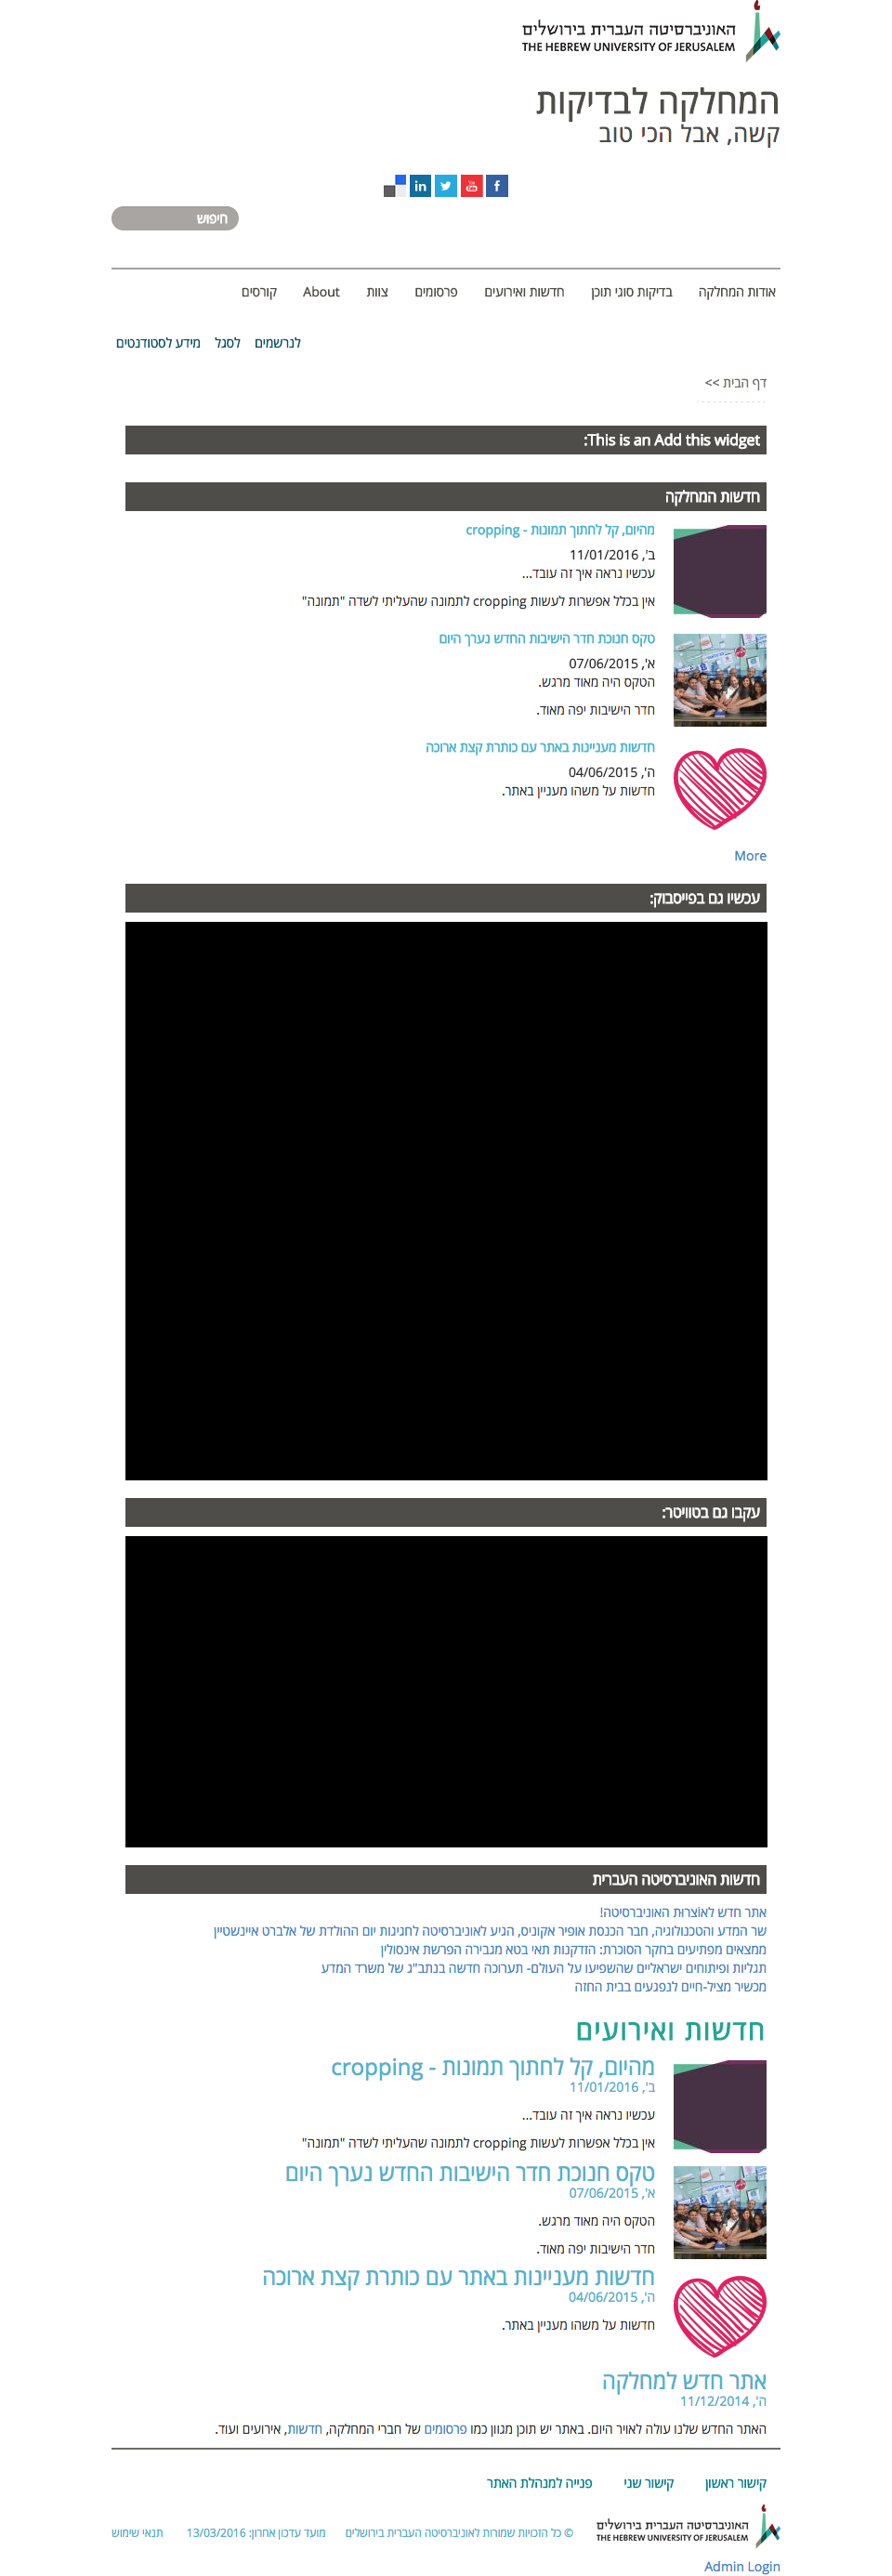 האוניברסיטה העברית בירושלים
THE HEBREW UNIVERSITY OF JERUSALEM
המחלקה לבדיקות
קשה, אבל הכי טוב
חיפוש
אודות המחלקה בדיקות סוגי תוכן חדשות ואירועים פרסומים צוות About קורסים
לנרשמים לסגל מידע לסטודנטים
דף הבית >>
This is an Add this widget:
חדשות המחלקה
מהיום, קל לחתוך תמונות - cropping
ב', 11/01/2016
עכשיו נראה איך זה עובד...
אין בכלל אפשרות לעשות cropping לתמונה שהעליתי לשדה "תמונה"
טקס חנוכת חדר הישיבות החדש נערך היום
א', 07/06/2015
הטקס היה מאוד מרגש.
חדר הישיבות יפה מאוד.
חדשות מעניינות באתר עם כותרת קצת ארוכה
ה', 04/06/2015
חדשות על משהו מעניין באתר.
More
עכשיו גם בפייסבוק:
עקבו גם בטוויטר:
חדשות האוניברסיטה העברית
אתר חדש לאוֹצרוּת האוניברסיטה!
שר המדע והטכנולוגיה, חבר הכנסת אופיר אקוניס, הגיע לאוניברסיטה לחגיגות יום ההולדת של אלברט איינשטיין
ממצאים מפתיעים בחקר הסוכרת: הזדקנות תאי בטא מגבירה הפרשת אינסולין
תגליות ופיתוחים ישראליים שהשפיעו על העולם- תערוכה חדשה בנתב"ג של משרד המדע
מכשיר מציל-חיים לנפגעים בבית החזה
חדשות ואירועים
מהיום, קל לחתוך תמונות - cropping
ב', 11/01/2016
עכשיו נראה איך זה עובד...
אין בכלל אפשרות לעשות cropping לתמונה שהעליתי לשדה "תמונה"
טקס חנוכת חדר הישיבות החדש נערך היום
א', 07/06/2015
הטקס היה מאוד מרגש.
חדר הישיבות יפה מאוד.
חדשות מעניינות באתר עם כותרת קצת ארוכה
ה', 04/06/2015
חדשות על משהו מעניין באתר.
אתר חדש למחלקה
ה', 11/12/2014
האתר החדש שלנו עולה לאויר היום. באתר יש תוכן מגוון כמו פרסומים של חברי המחלקה, חדשות, אירועים ועוד.
קישור ראשון קישור שני פנייה למנהלת האתר
האוניברסיטה העברית בירושלים
THE HEBREW UNIVERSITY OF JERUSALEM
© כל הזכויות שמורות לאוניברסיטה העברית בירושלים מועד עדכון אחרון: 13/03/2016 תנאי שימוש
Admin Login